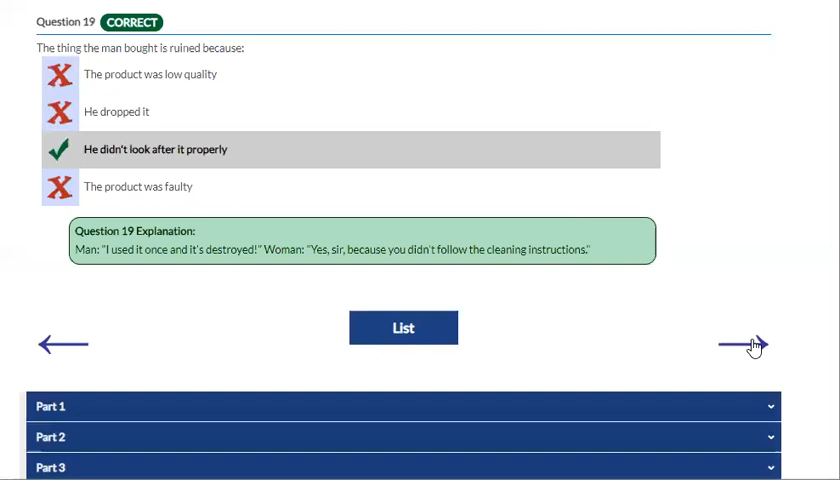 Question 19 CORRECT
The thing the man bought is ruined because:
The product was low quality
He dropped it
He didn't look after it properly
The product was faulty
Question 19 Explanation:
Man: "I used it once and it's destroyed!" Woman: "Yes, sir, because you didn't follow the cleaning instructions."
List
Part 1
Part 2
Part 3